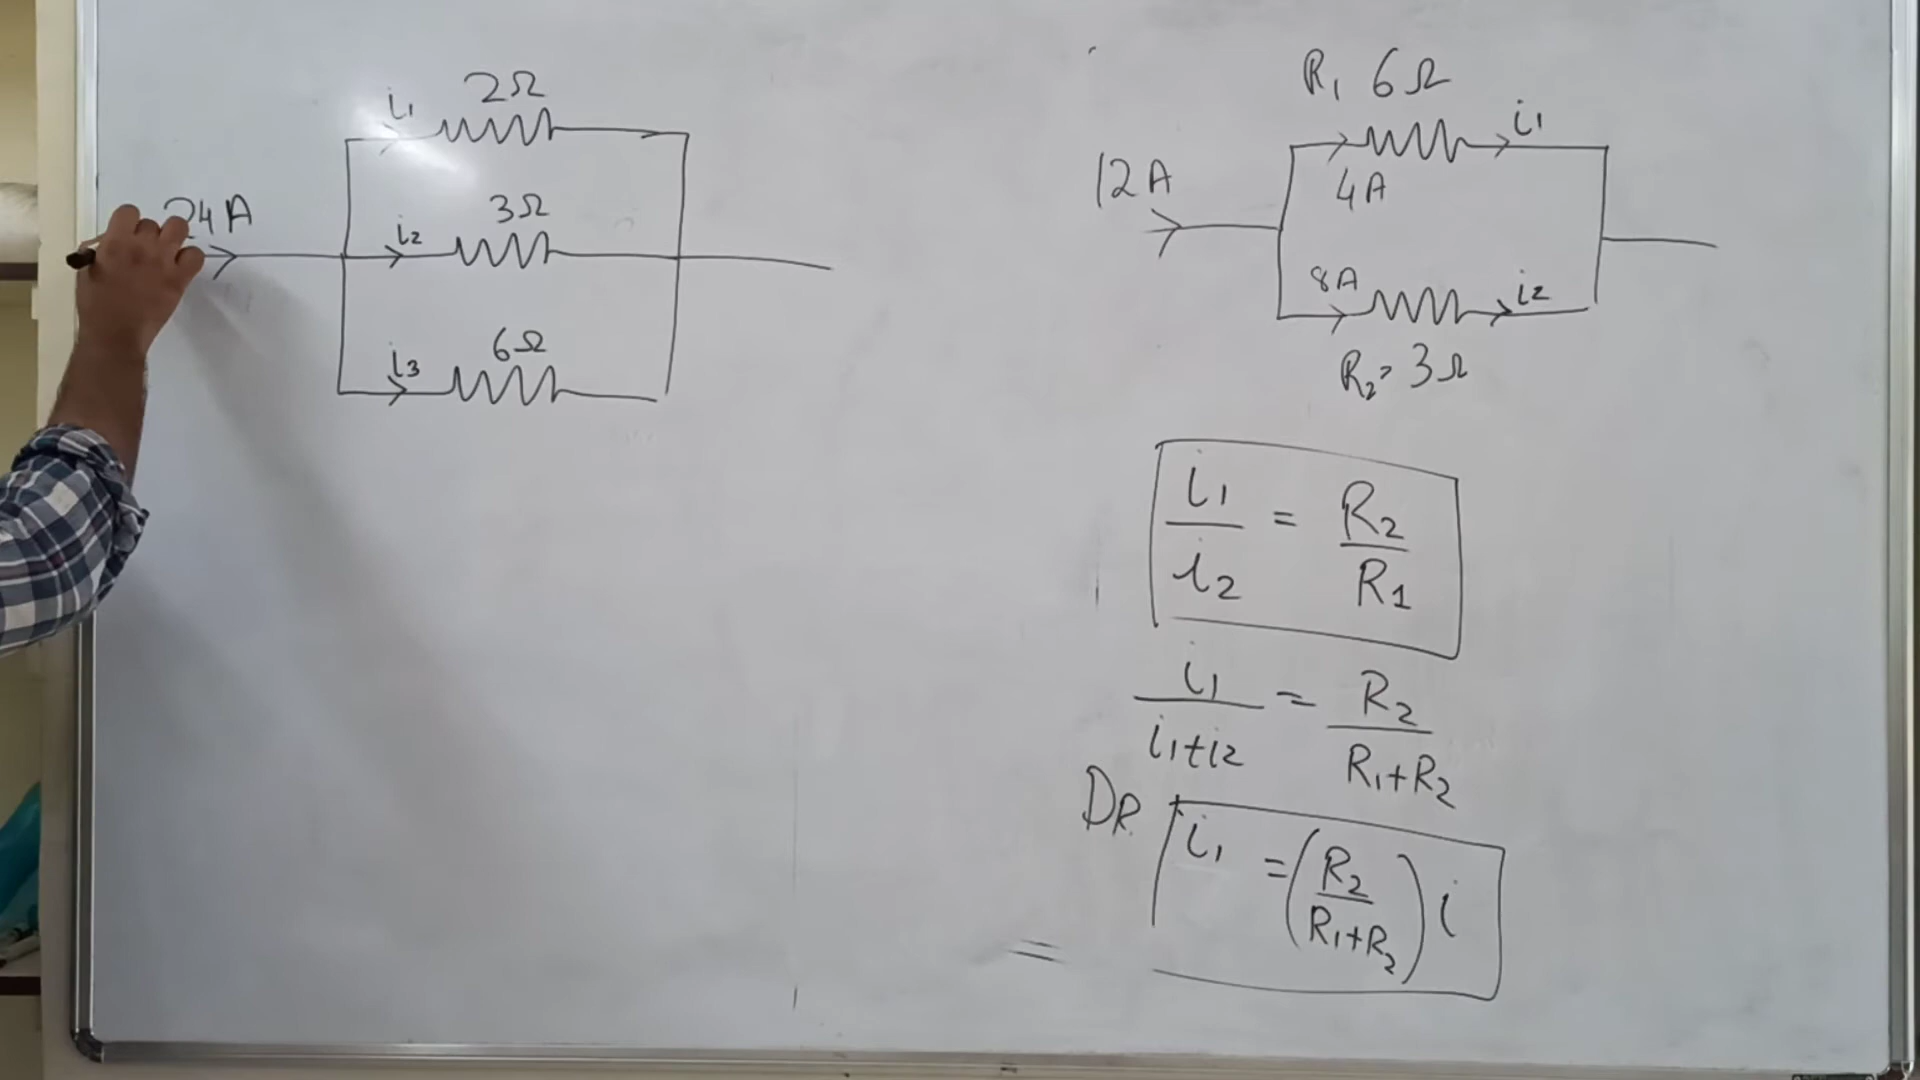 2Ω
i1
24A
3Ω
i2
6Ω
i3
R1 6Ω
i1
12A
4A
8A
i2
R2= 3Ω
i1/i2 = R2/R1
i1/i1+i2 = R2/R1+R2
DR
i1 = (R2/R1+R2) i